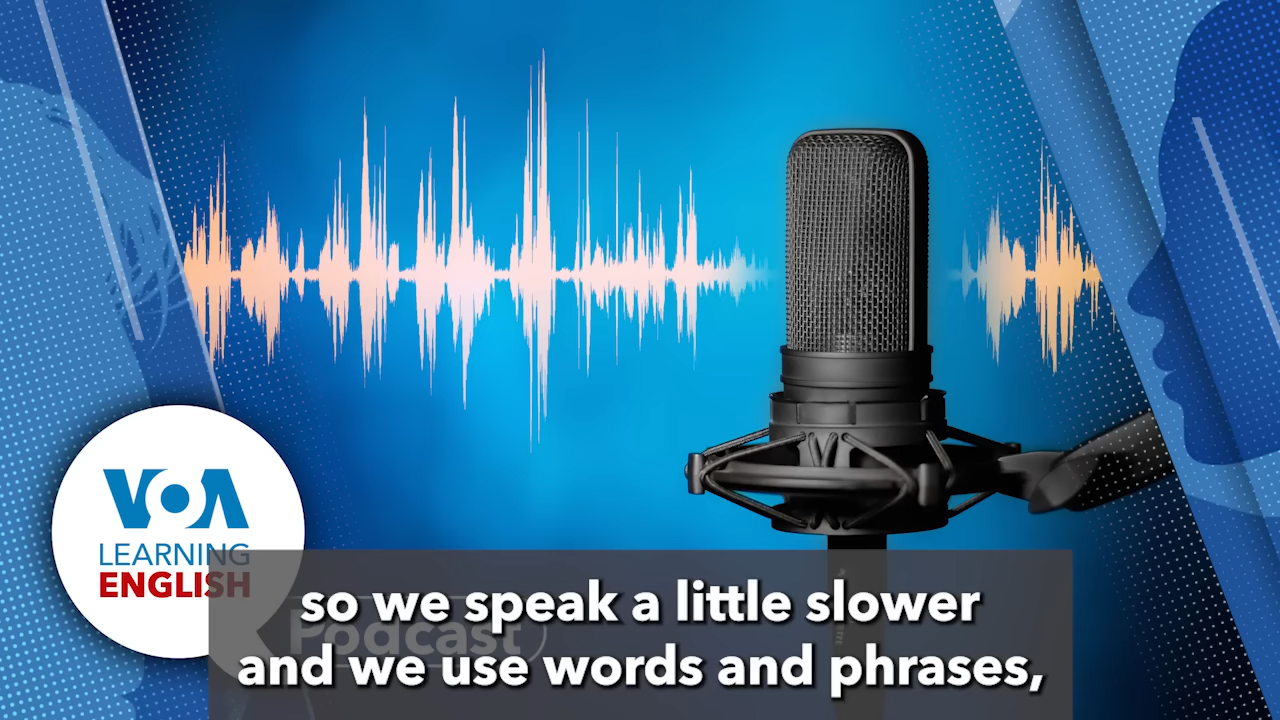 VOA
LEARNING
ENGLISH
Podcast
so we speak a little slower
and we use words and phrases,